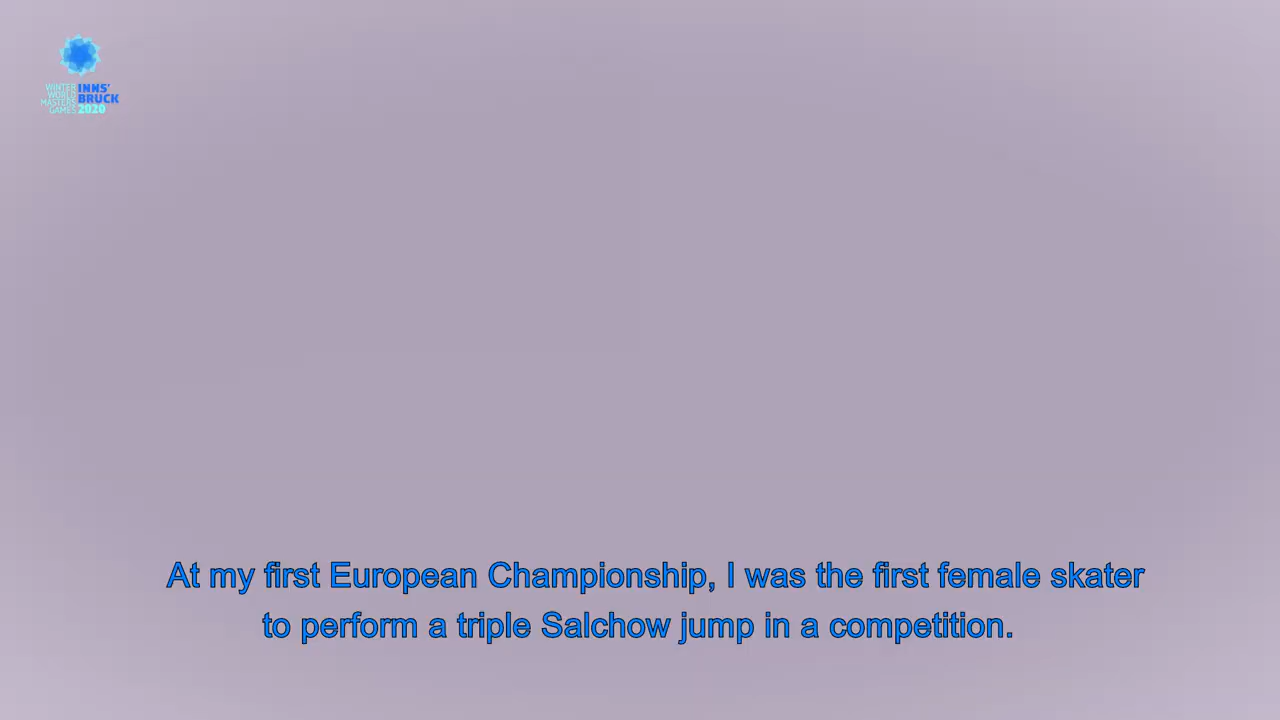 WINTER
WORLD
MASTERS
GAMES
INNS'
BRUCK
2020
At my first European Championship, I was the first female skater
to perform a triple Salchow jump in a competition.